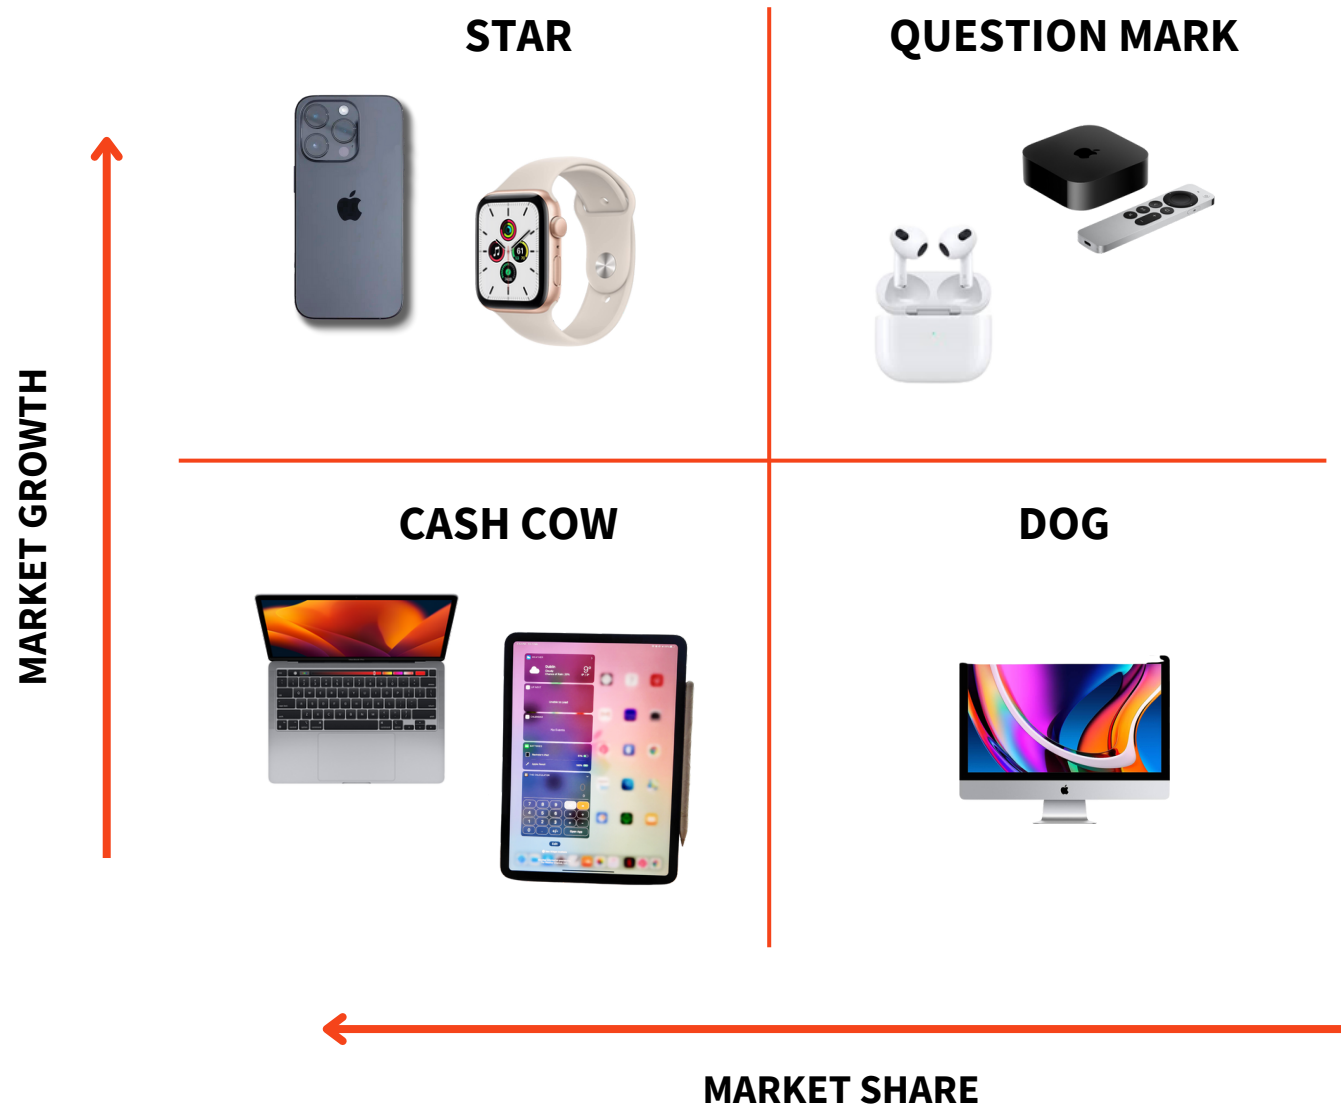 STAR
QUESTION MARK
MARKET GROWTH
CASH COW
DOG
MARKET SHARE